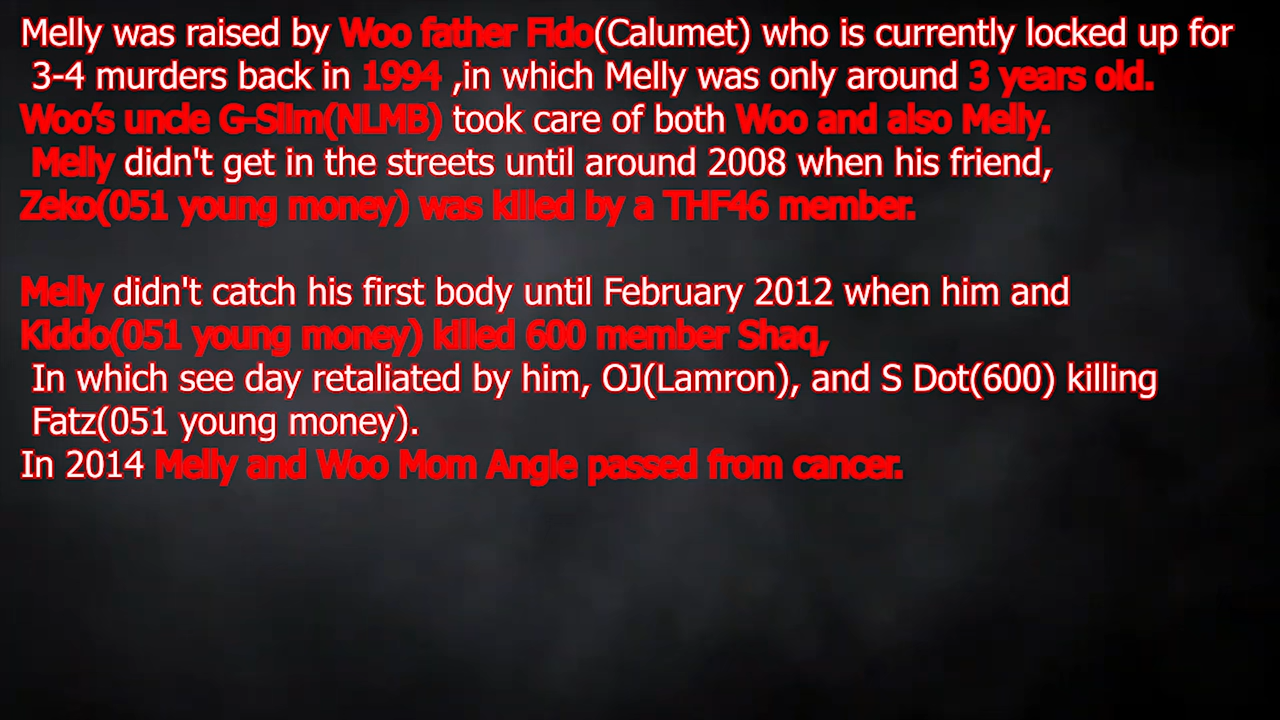 Melly was raised by Woo father Fido(Calumet) who is currently locked up for
3-4 murders back in 1994 ,in which Melly was only around 3 years old.
Woo’s uncle G-Slim(NLMB) took care of both Woo and also Melly.
Melly didn't get in the streets until around 2008 when his friend,
Zeko(051 young money) was killed by a THF46 member.
Melly didn't catch his first body until February 2012 when him and
Kiddo(051 young money) killed 600 member Shaq,
In which see day retaliated by him, OJ(Lamron), and S Dot(600) killing
Fatz(051 young money).
In 2014 Melly and Woo Mom Angie passed from cancer.